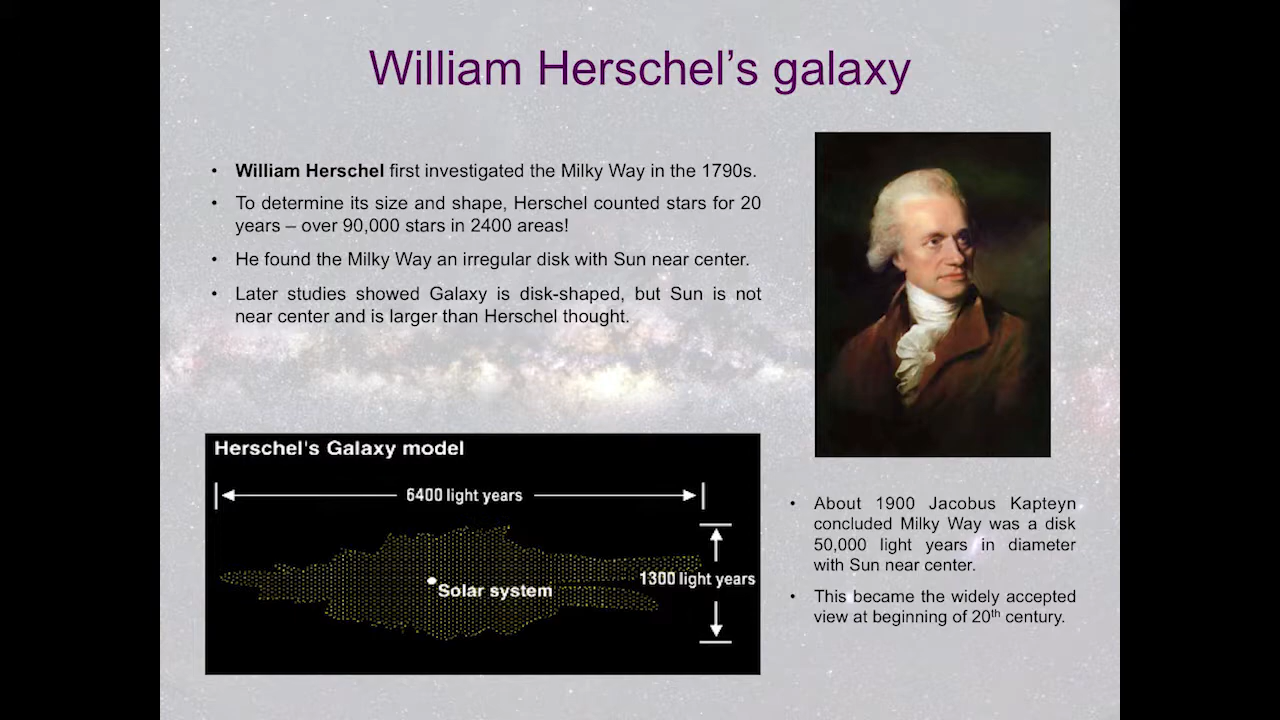 William Herschel’s galaxy
• William Herschel first investigated the Milky Way in the 1790s.
• To determine its size and shape, Herschel counted stars for 20
years – over 90,000 stars in 2400 areas!
• He found the Milky Way an irregular disk with Sun near center.
• Later studies showed Galaxy is disk-shaped, but Sun is not
near center and is larger than Herschel thought.
Herschel's Galaxy model
6400 light years
1300 light years
Solar system
• About 1900 Jacobus Kapteyn
concluded Milky Way was a disk
50,000 light years in diameter
with Sun near center.
• This became the widely accepted
view at beginning of 20th century.